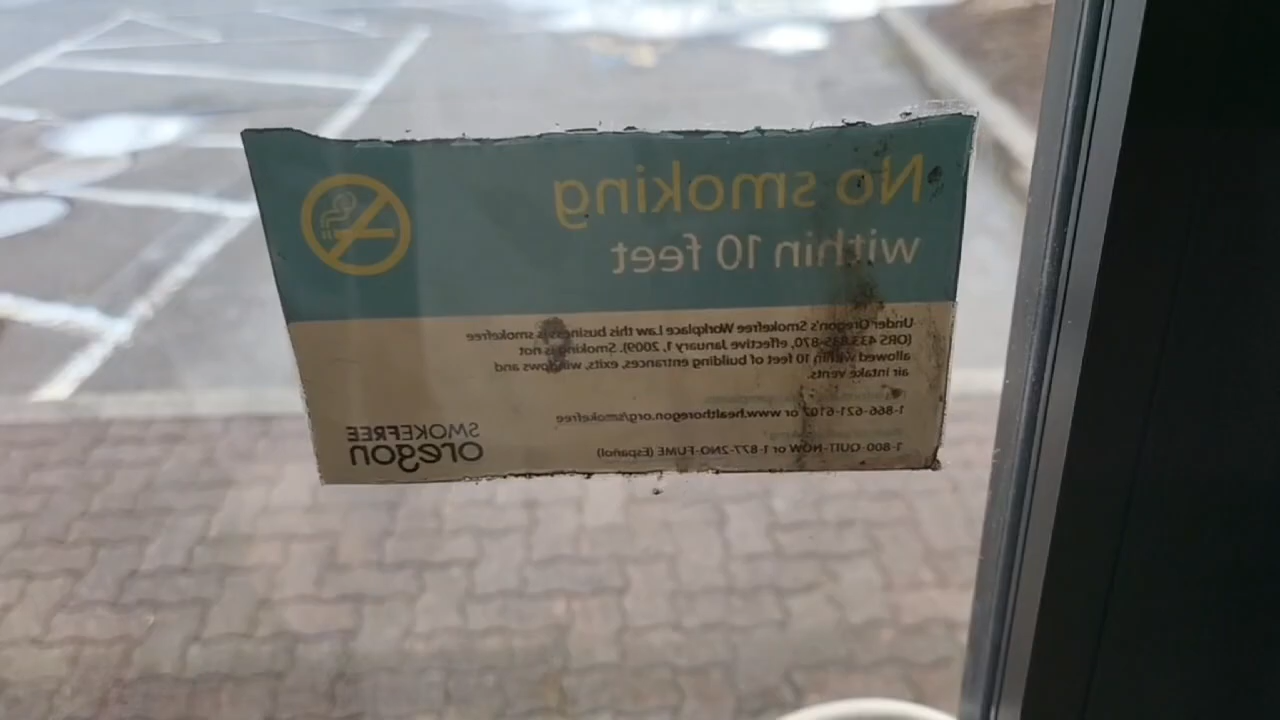 No smoking
within 10 feet
Under Oregon's Smokefree Workplace Law this business is smokefree
(ORS 433.835-870, effective January 1, 2009). Smoking is not
allowed within 10 feet of building entrances, exits, windows and
air intake vents.
1-866-621-6107 or www.healthoregon.org/smokefree
1-800-QUIT-NOW or 1-877-2NO-FUME (Español)
SMOKEFREE
oregon